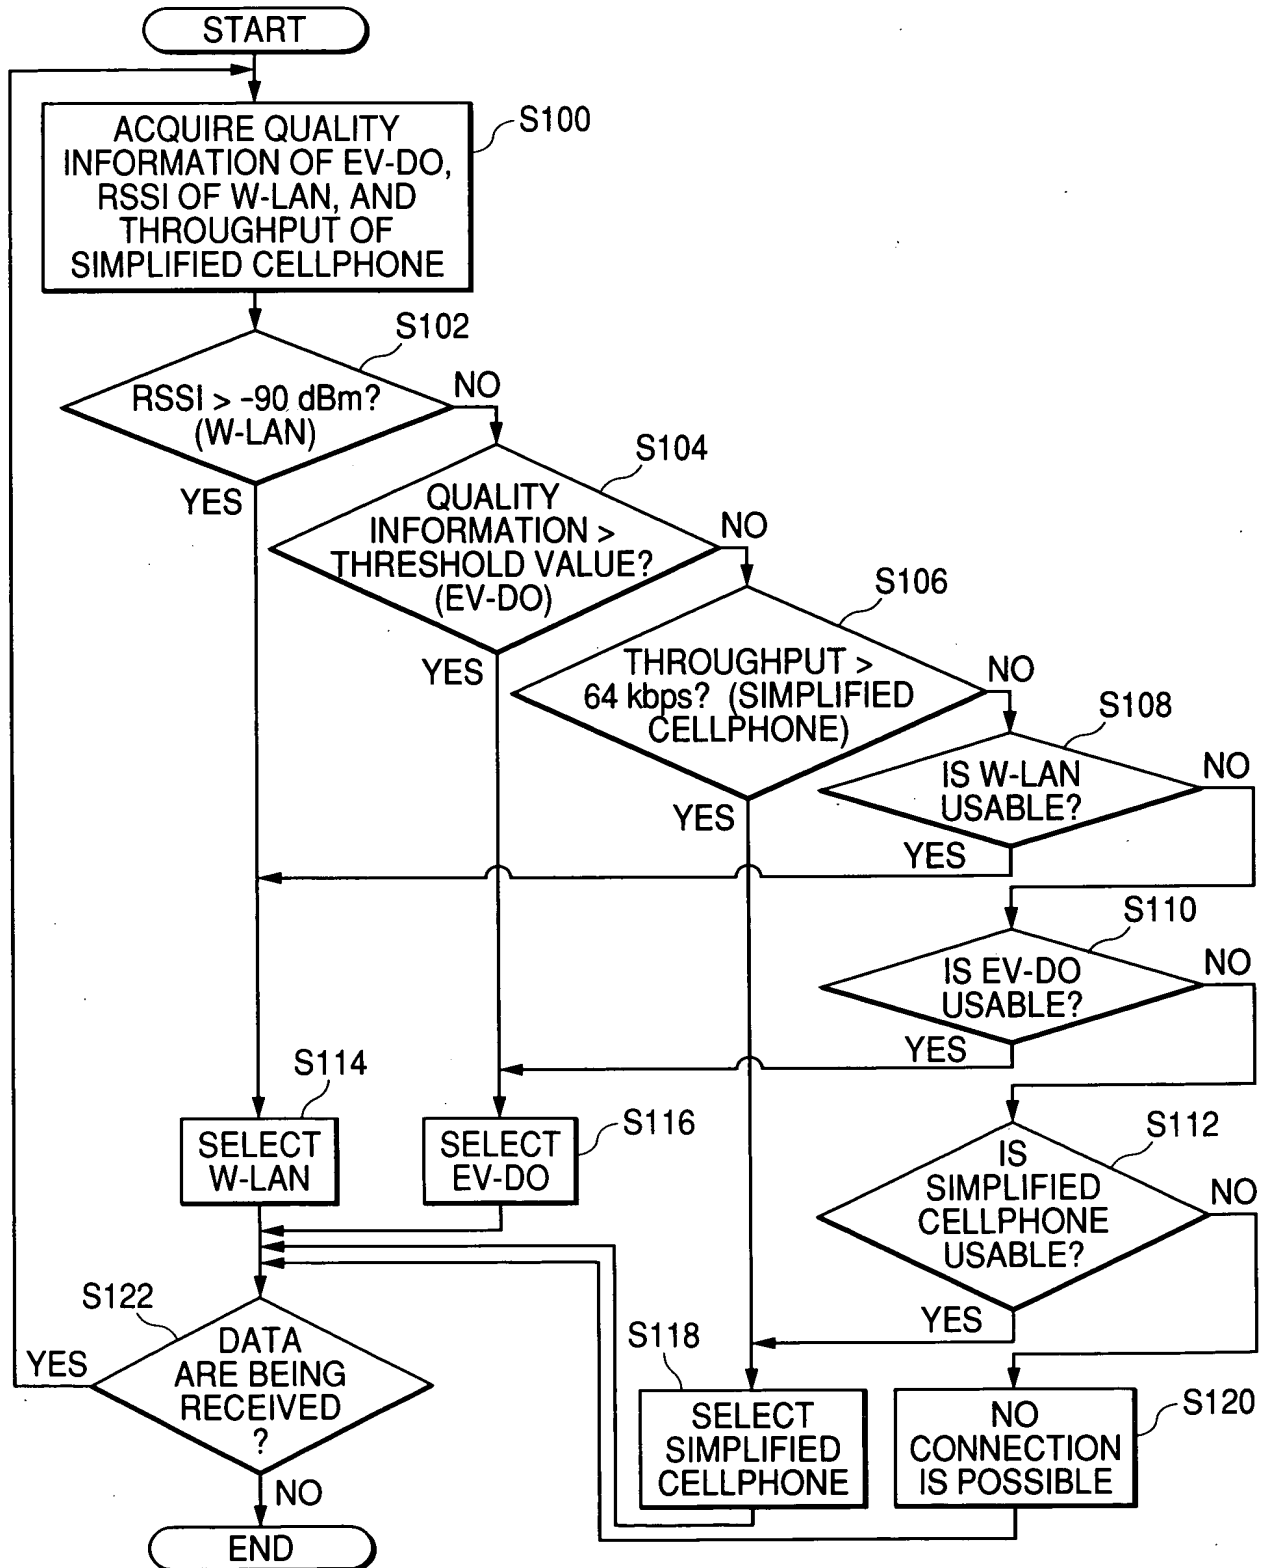 START
S100
ACQUIRE QUALITY
INFORMATION OF EV-DO,
RSSI OF W-LAN, AND
THROUGHPUT OF
SIMPLIFIED CELLPHONE
S102
RSSI > -90 dBm?
(W-LAN)
NO
YES
S104
QUALITY
INFORMATION >
THRESHOLD VALUE?
(EV-DO)
NO
YES
S106
THROUGHPUT >
64 kbps? (SIMPLIFIED
CELLPHONE)
NO
YES
S108
IS W-LAN
USABLE?
NO
YES
S110
IS EV-DO
USABLE?
NO
YES
S114
SELECT
W-LAN
S116
SELECT
EV-DO
S112
IS
SIMPLIFIED
CELLPHONE
USABLE?
NO
YES
S122
DATA
ARE BEING
RECEIVED
?
YES
NO
S118
SELECT
SIMPLIFIED
CELLPHONE
S120
NO
CONNECTION
IS POSSIBLE
END